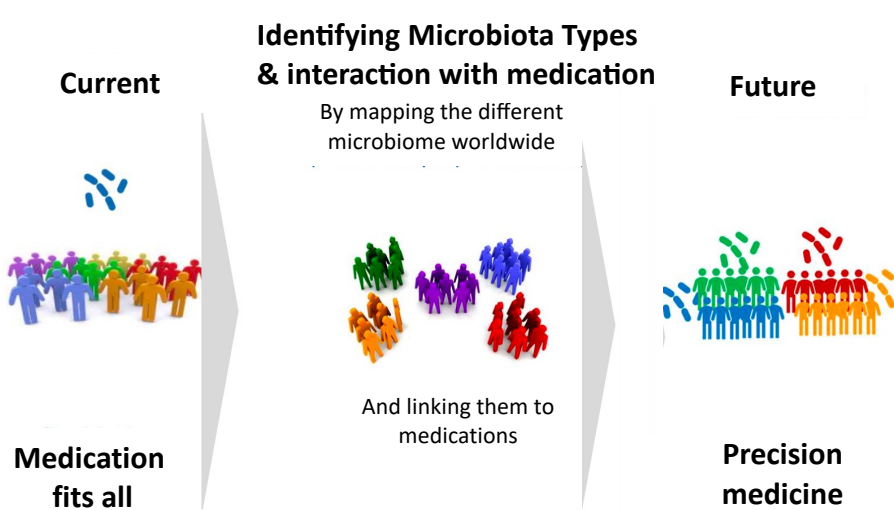 Current
Medication
fits all
Identifying Microbiota Types
& interaction with medication
By mapping the different
microbiome worldwide
And linking them to
medications
Future
Precision
medicine